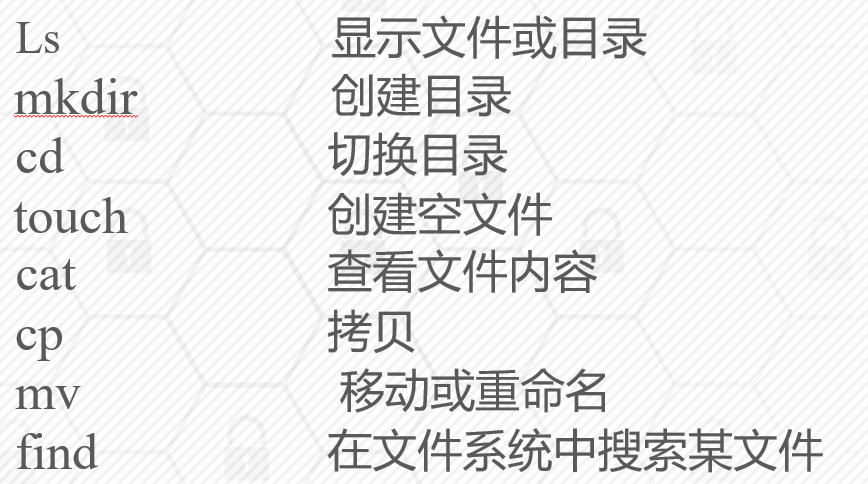 Ls 显示文件或目录
mkdir 创建目录
cd 切换目录
touch 创建空文件
cat 查看文件内容
cp 拷贝
mv 移动或重命名
find 在文件系统中搜索某文件